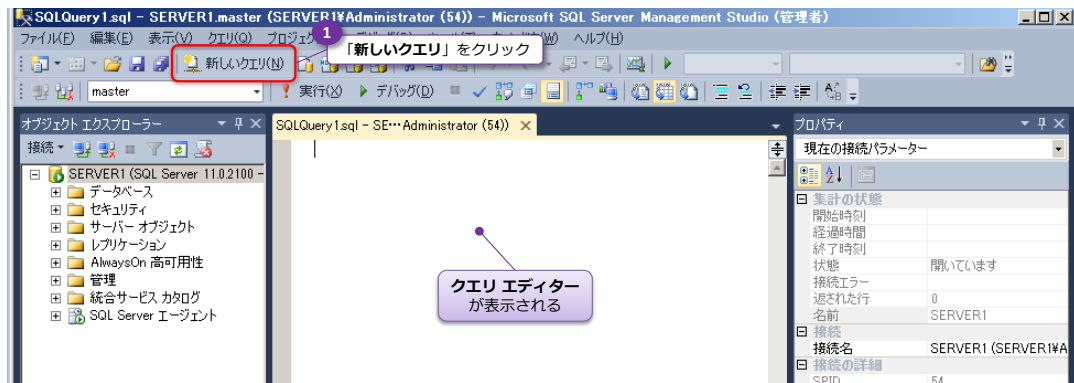 SQLQuery1.sql - SERVER1.master (SERVER1¥Administrator (54)) - Microsoft SQL Server Management Studio (管理者)
ファイル(F) 編集(E) 表示(V) クエリ(Q) ヘルプ(H)
1
「新しいクエリ」をクリック
新しいクエリ(N)
master 実行(X) デバッグ(D)
オブジェクト エクスプローラー
SQLQuery1.sql - SE…Administrator (54))
プロパティ
接続
現在の接続パラメーター
SERVER1 (SQL Server 11.0.2100 -
データベース
セキュリティ
サーバー オブジェクト
レプリケーション
AlwaysOn 高可用性
管理
統合サービス カタログ
SQL Server エージェント
クエリ エディター
が表示される
集計の状態
開始時刻
経過時間
終了時刻
状態 開いています
接続エラー
返された行 0
名前 SERVER1
接続
接続名 SERVER1 (SERVER1¥A
接続の詳細
SPID 54